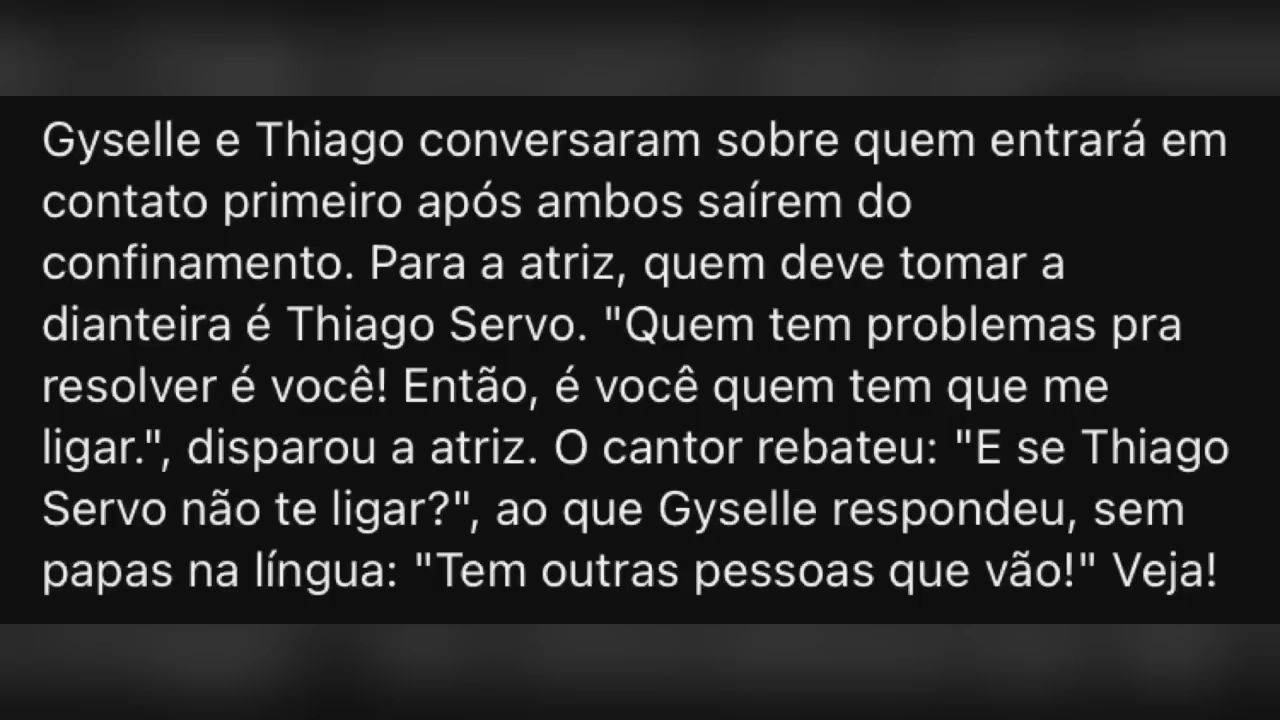 Gyselle e Thiago conversaram sobre quem entrará em
contato primeiro após ambos saírem do
confinamento. Para a atriz, quem deve tomar a
dianteira é Thiago Servo. "Quem tem problemas pra
resolver é você! Então, é você quem tem que me
ligar.", disparou a atriz. O cantor rebateu: "E se Thiago
Servo não te ligar?", ao que Gyselle respondeu, sem
papas na língua: "Tem outras pessoas que vão!" Veja!